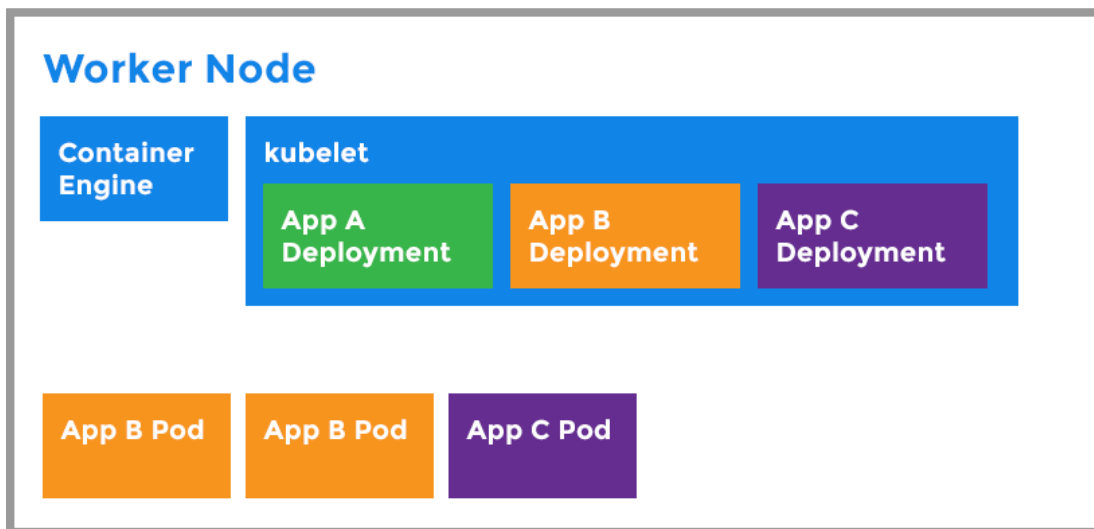 Worker Node
Container
Engine
kubelet
App A
Deployment
App B
Deployment
App C
Deployment
App B Pod
App B Pod
App C Pod